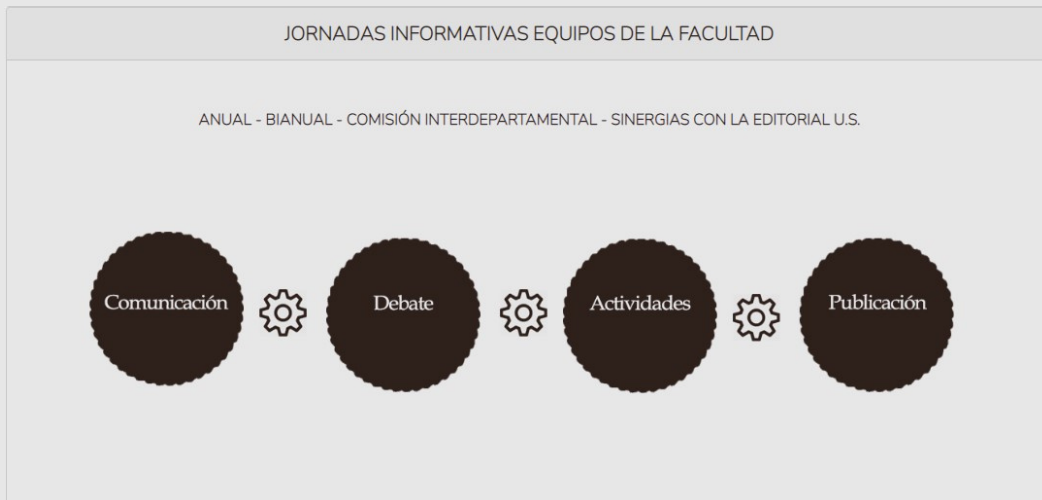 JORNADAS INFORMATIVAS EQUIPOS DE LA FACULTAD
ANUAL - BIANUAL - COMISIÓN INTERDEPARTAMENTAL - SINERGIAS CON LA EDITORIAL U.S.
Comunicación
Debate
Actividades
Publicación